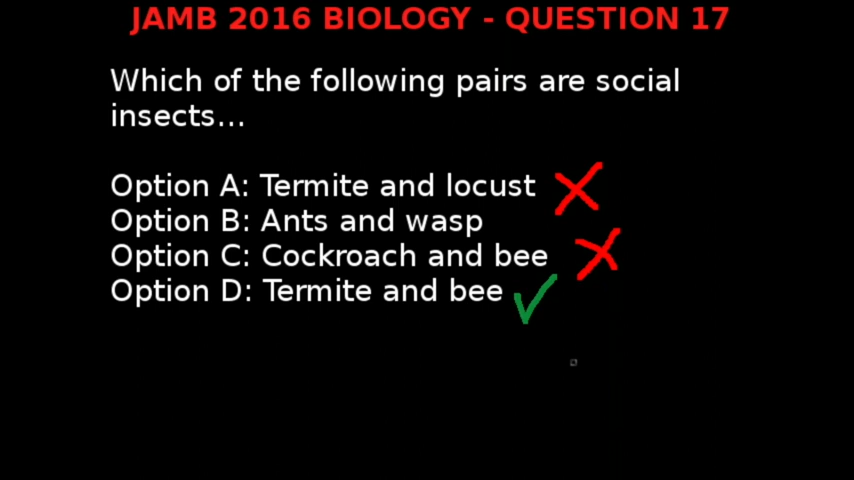 JAMB 2016 BIOLOGY - QUESTION 17
Which of the following pairs are social
insects...
Option A: Termite and locust
Option B: Ants and wasp
Option C: Cockroach and bee
Option D: Termite and bee